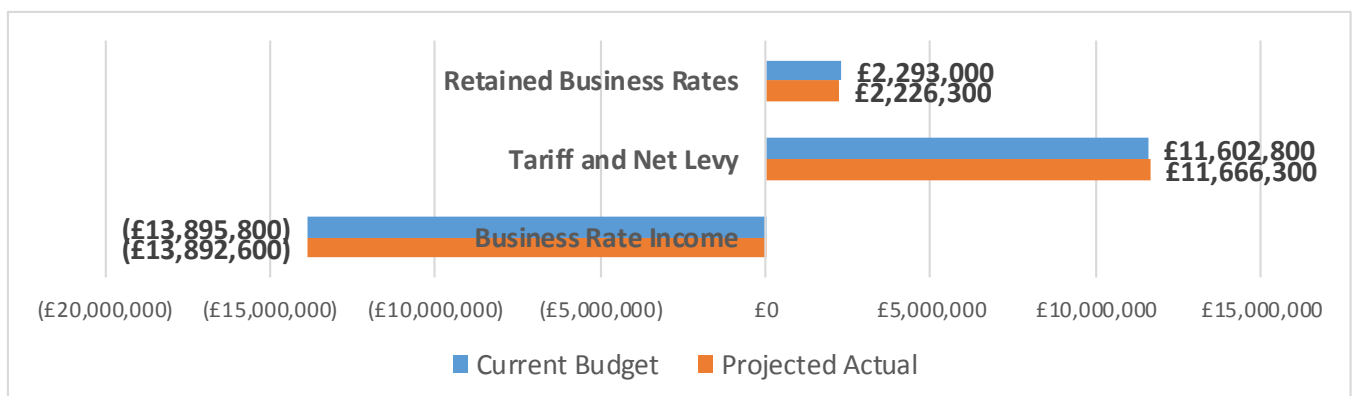 Retained Business Rates
£2,293,000
£2,226,300
Tariff and Net Levy
£11,602,800
£11,666,300
(£13,895,800)
(£13,892,600)
Business Rate Income
(£20,000,000) (£15,000,000) (£10,000,000) (£5,000,000) £0 £5,000,000 £10,000,000 £15,000,000
Current Budget Projected Actual